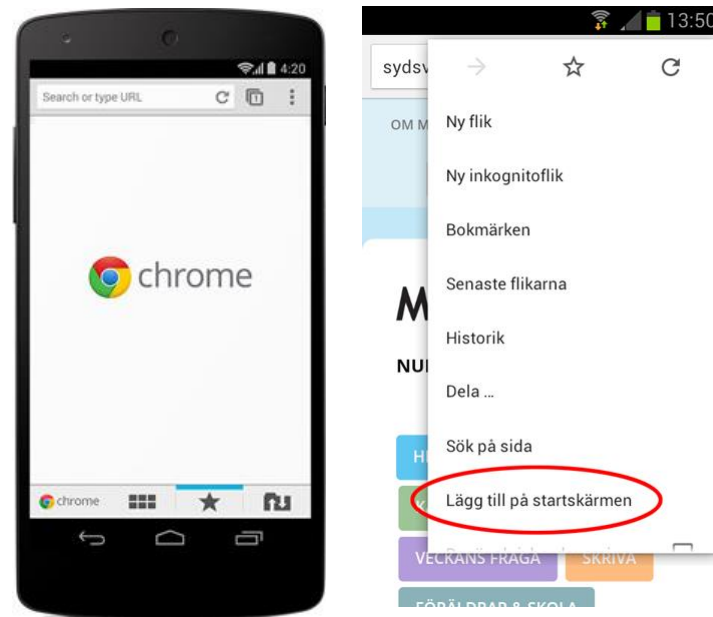 4:20
Search or type URL
1
chrome
chrome
13:50
sydsv
OM M
Ny flik
Ny inkognitoflik
Bokmärken
Senaste flikarna
M
Historik
NU
Dela ...
Sök på sida
H
Lägg till på startskärmen
K
VECKANS FRÅGA
SKRIVA
FÖRÄLDRAR & SKOLA